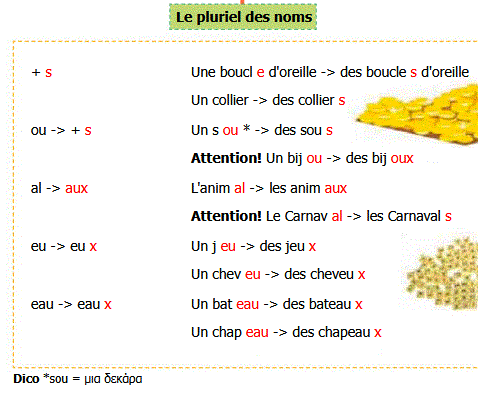 Le pluriel des noms
+ s Une boucl e d'oreille -> des boucle s d'oreille
Un collier -> des collier s
ou -> + s Un s ou * -> des sou s
Attention! Un bij ou -> des bij oux
al -> aux L'anim al -> les anim aux
Attention! Le Carnav al -> les Carnaval s
eu -> eu x Un j eu -> des jeu x
Un chev eu -> des cheveu x
eau -> eau x Un bat eau -> des bateau x
Un chap eau -> des chapeau x
Dico *sou = μια δεκάρα